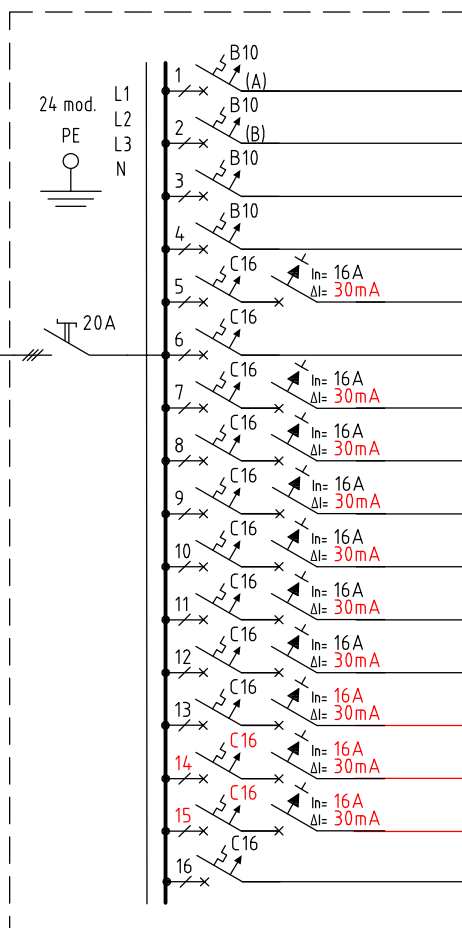 B10
1 (A)
24 mod. L1
L2
L3
N
PE
B10
2 (B)
B10
3
B10
4
C16
5 In= 16A
ΔI= 30mA
20A
C16
6
C16
7 In= 16A
ΔI= 30mA
C16
8 In= 16A
ΔI= 30mA
C16
9 In= 16A
ΔI= 30mA
C16
10 In= 16A
ΔI= 30mA
C16
11 In= 16A
ΔI= 30mA
C16
12 In= 16A
ΔI= 30mA
C16
13 In= 16A
ΔI= 30mA
C16
14 In= 16A
ΔI= 30mA
C16
15 In= 16A
ΔI= 30mA
C16
16